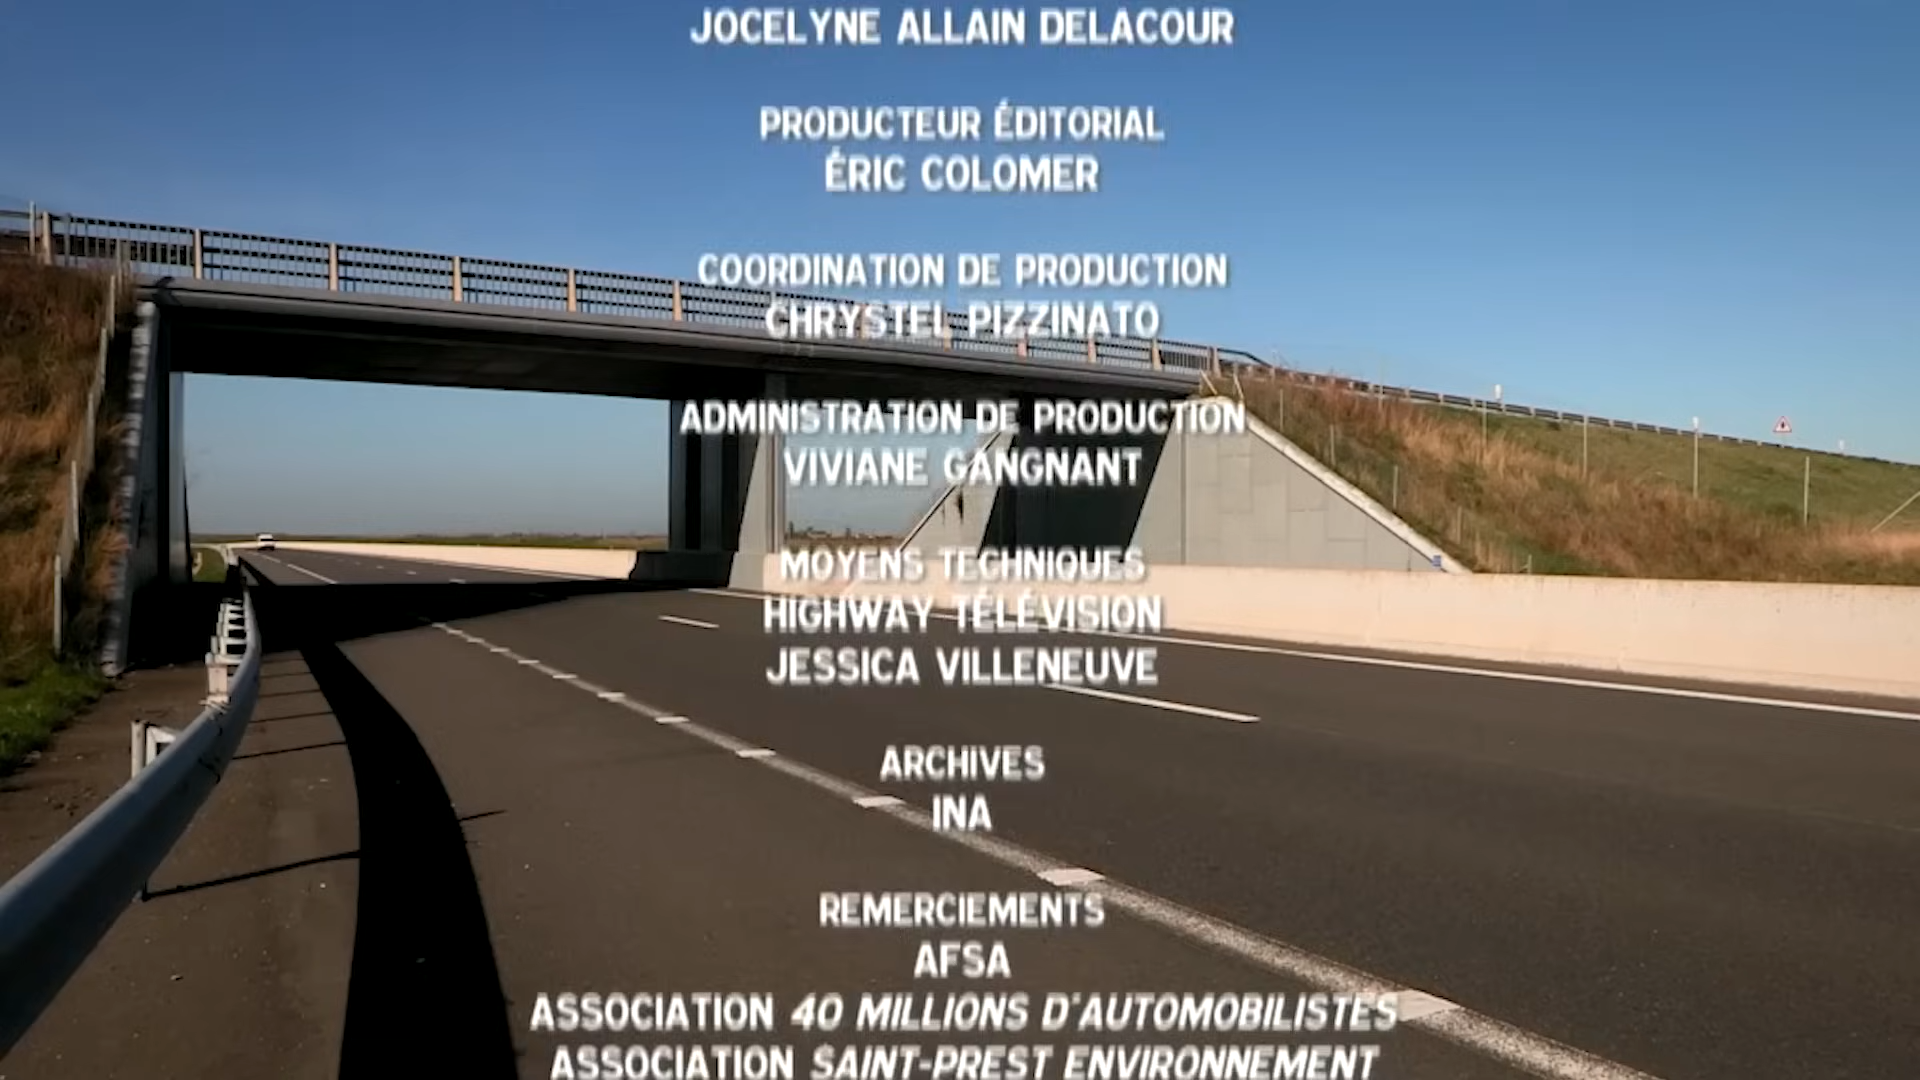 JOCELYNE ALLAIN DELACOUR
PRODUCTEUR ÉDITORIAL
ÉRIC COLOMER
COORDINATION DE PRODUCTION
CHRYSTEL PIZZINATO
ADMINISTRATION DE PRODUCTION
VIVIANE GANGNANT
MOYENS TECHNIQUES
HIGHWAY TÉLÉVISION
JESSICA VILLENEUVE
ARCHIVES
INA
REMERCIEMENTS
AFSA
ASSOCIATION 40 MILLIONS D'AUTOMOBILISTES
ASSOCIATION SAINT-PREST ENVIRONNEMENT